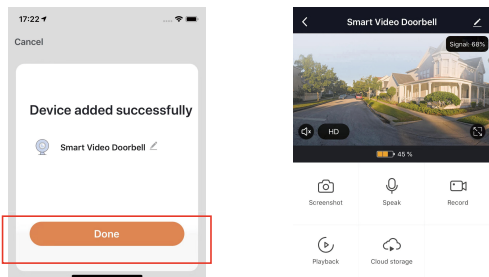 17:22
Cancel
Device added successfully
Smart Video Doorbell
Done
Smart Video Doorbell
Signal: 68%
HD
45 %
Screenshot
Speak
Record
Playback
Cloud storage